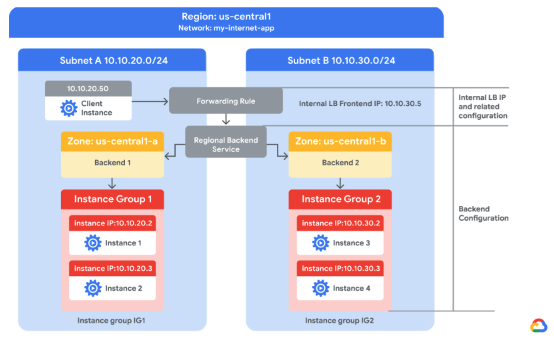 Region: us-central1
Network: my-internet-app
Subnet A 10.10.20.0/24
Subnet B 10.10.30.0/24
10.10.20.50
Client
Instance
Forwarding Rule
Internal LB Frontend IP: 10.10.30.5
Internal LB IP
and related
configuration
Regional Backend
Service
Zone: us-central1-a
Backend 1
Zone: us-central1-b
Backend 2
Instance Group 1
instance IP:10.10.20.2
Instance 1
instance IP:10.10.20.3
Instance 2
Instance group IG1
Instance Group 2
instance IP:10.10.30.2
Instance 3
instance IP:10.10.30.3
Instance 4
Instance group IG2
Backend
Configuration